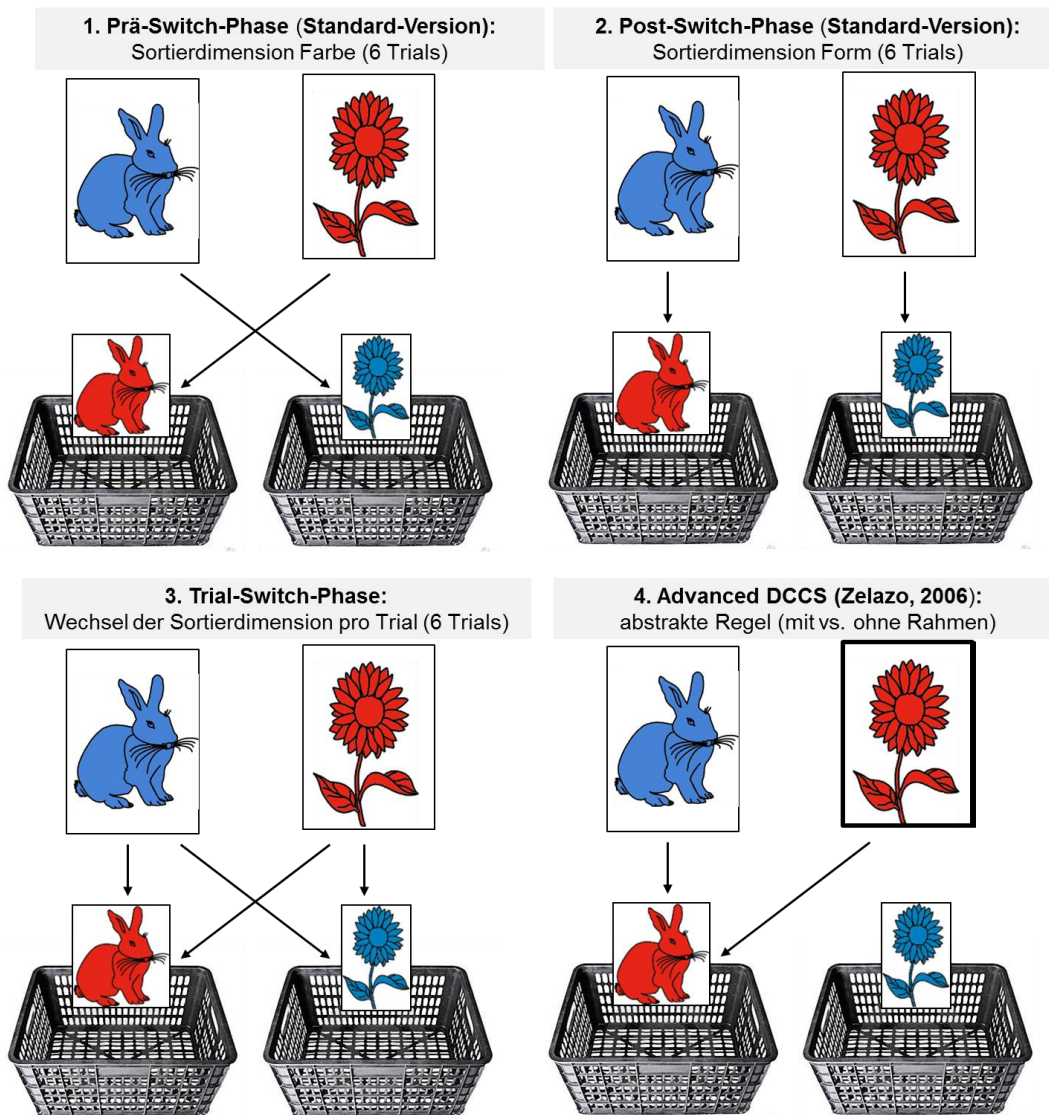 1. Prä-Switch-Phase (Standard-Version):
Sortierdimension Farbe (6 Trials)
2. Post-Switch-Phase (Standard-Version):
Sortierdimension Form (6 Trials)
3. Trial-Switch-Phase:
Wechsel der Sortierdimension pro Trial (6 Trials)
4. Advanced DCCS (Zelazo, 2006):
abstrakte Regel (mit vs. ohne Rahmen)